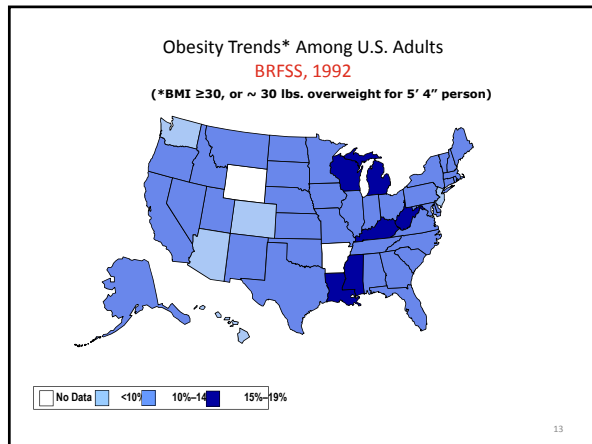 Obesity Trends* Among U.S. Adults
BRFSS, 1992
(*BMI ≥30, or ~ 30 lbs. overweight for 5' 4" person)
No Data <10% 10%–14 15%–19%
13